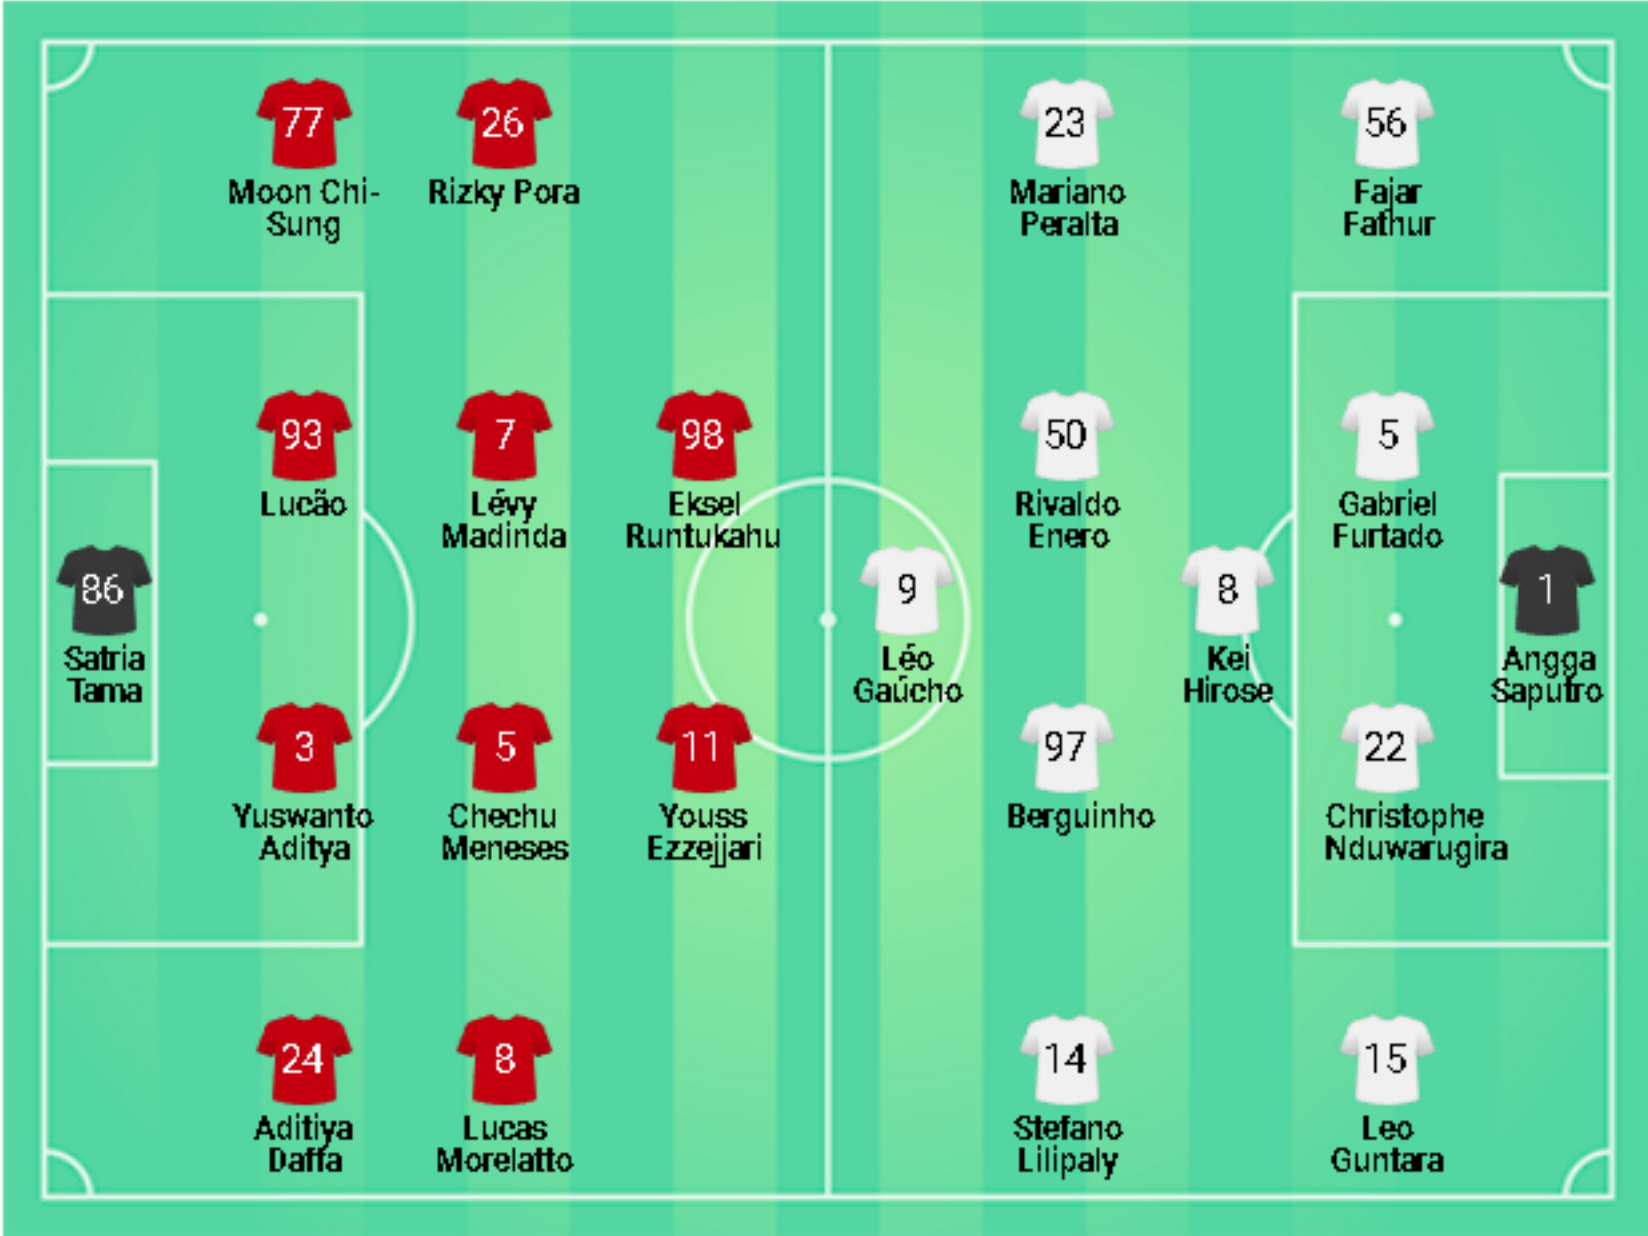 77
Moon Chi-
Sung
26
Rizky Pora
23
Mariano
Peralta
56
Fajar
Fathur
93
Lucão
7
Lévy
Madinda
98
Eksel
Runtukahu
50
Rivaldo
Enero
5
Gabriel
Furtado
86
Satria
Tama
9
Léo
Gaúcho
8
Kei
Hirose
1
Angga
Saputro
3
Yuswanto
Aditya
5
Chechu
Meneses
11
Youss
Ezzejjari
97
Berguinho
22
Christophe
Nduwarugira
24
Aditiya
Daffa
8
Lucas
Morelatto
14
Stefano
Lilipaly
15
Leo
Guntara